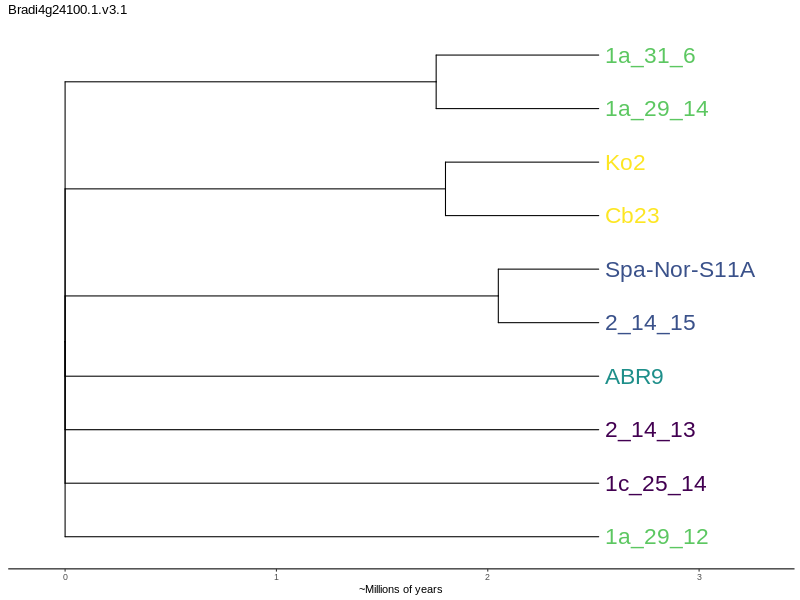 Bradi4g24100.1.v3.1
1a_31_6
1a_29_14
Ko2
Cb23
Spa-Nor-S11A
2_14_15
ABR9
2_14_13
1c_25_14
1a_29_12
0 1 2 3
~Millions of years